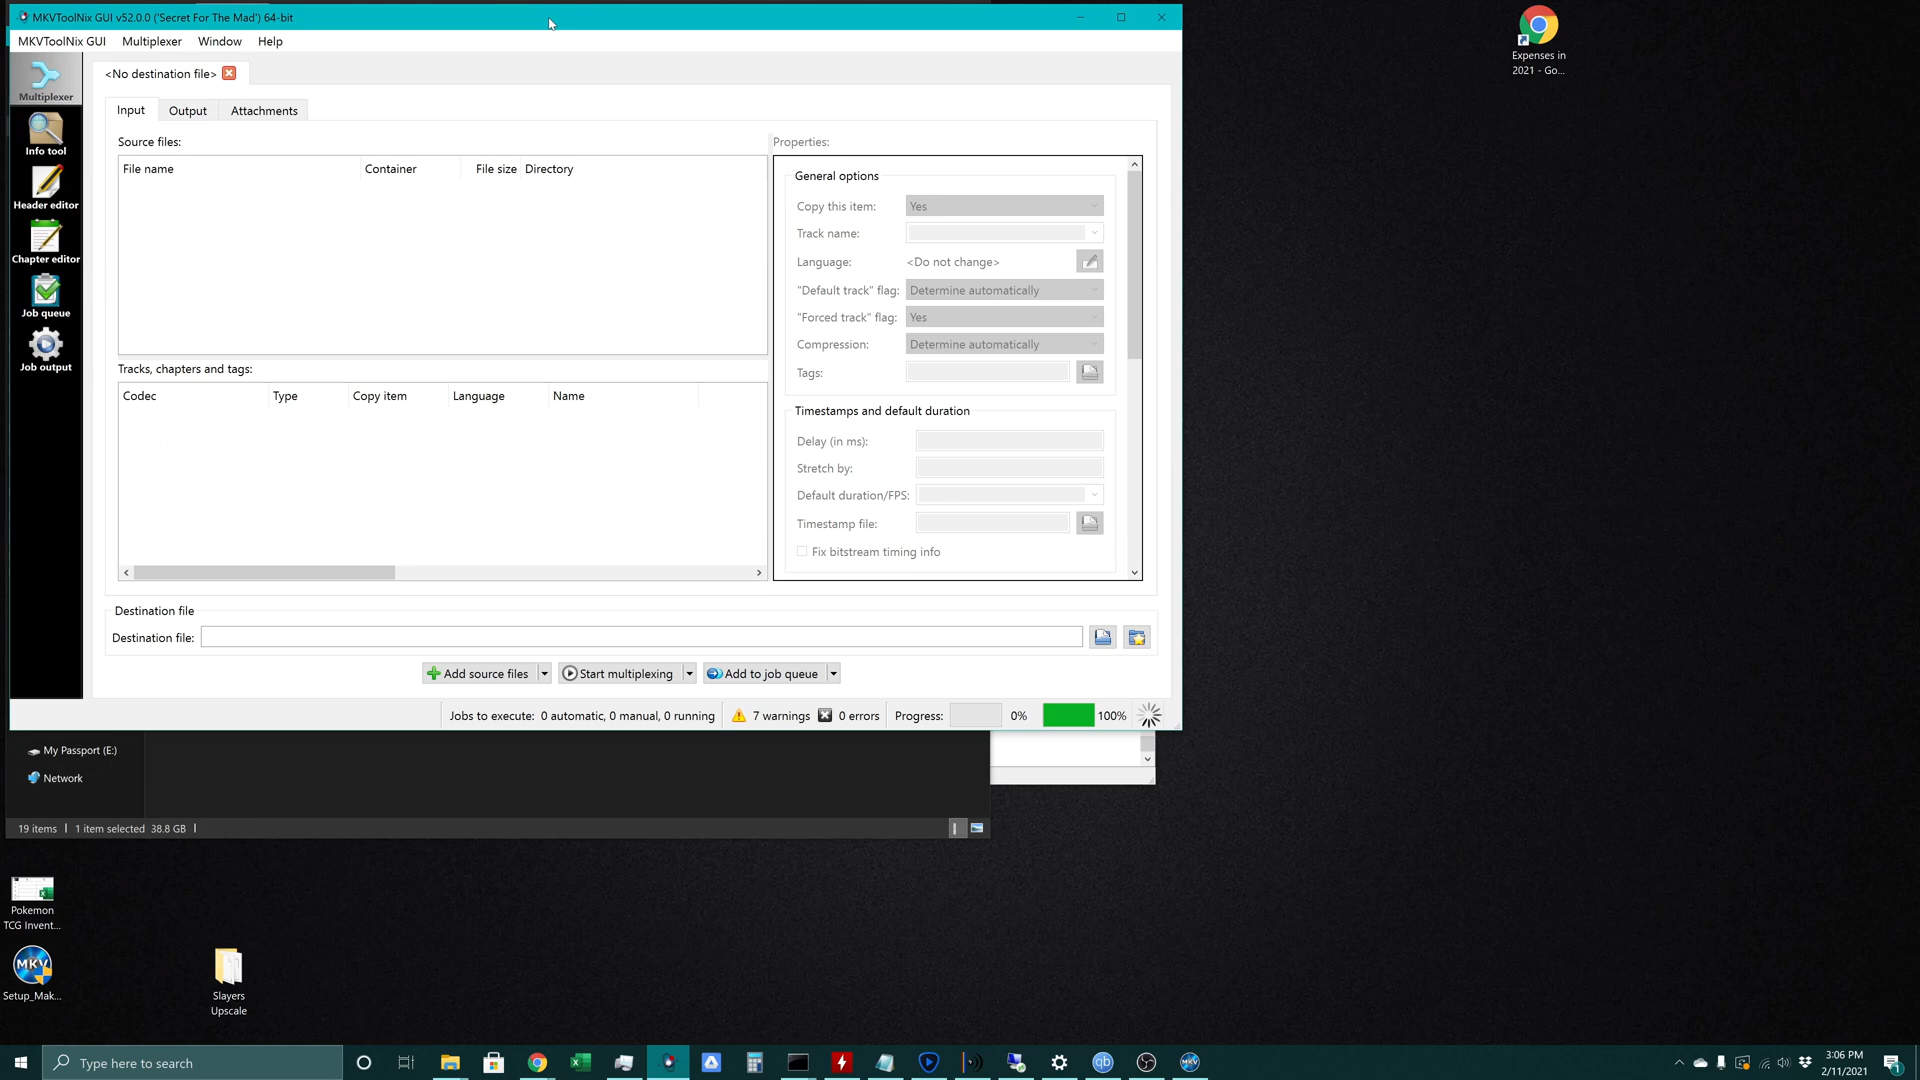 MKVToolNix GUI v52.0.0 ('Secret For The Mad') 64-bit
MKVToolNix GUI Multiplexer Window Help
Multiplexer
Info tool
Header editor
Chapter editor
Job queue
Job output
<No destination file>
Input Output Attachments
Source files:
File name Container File size Directory
Tracks, chapters and tags:
Codec Type Copy item Language Name
Properties:
General options
Copy this item: Yes
Track name:
Language: <Do not change>
"Default track" flag: Determine automatically
"Forced track" flag: Yes
Compression: Determine automatically
Tags:
Timestamps and default duration
Delay (in ms):
Stretch by:
Default duration/FPS:
Timestamp file:
Fix bitstream timing info
Destination file
Destination file:
Add source files Start multiplexing Add to job queue
Jobs to execute: 0 automatic, 0 manual, 0 running 7 warnings 0 errors Progress: 0% 100%
My Passport (E:)
Network
19 items 1 item selected 38.8 GB
Expenses in
2021 - Go...
Pokemon
TCG Invent...
MKV
Setup_Mak...
Slayers
Upscale
Type here to search
qb
MKV
3:06 PM
2/11/2021
1